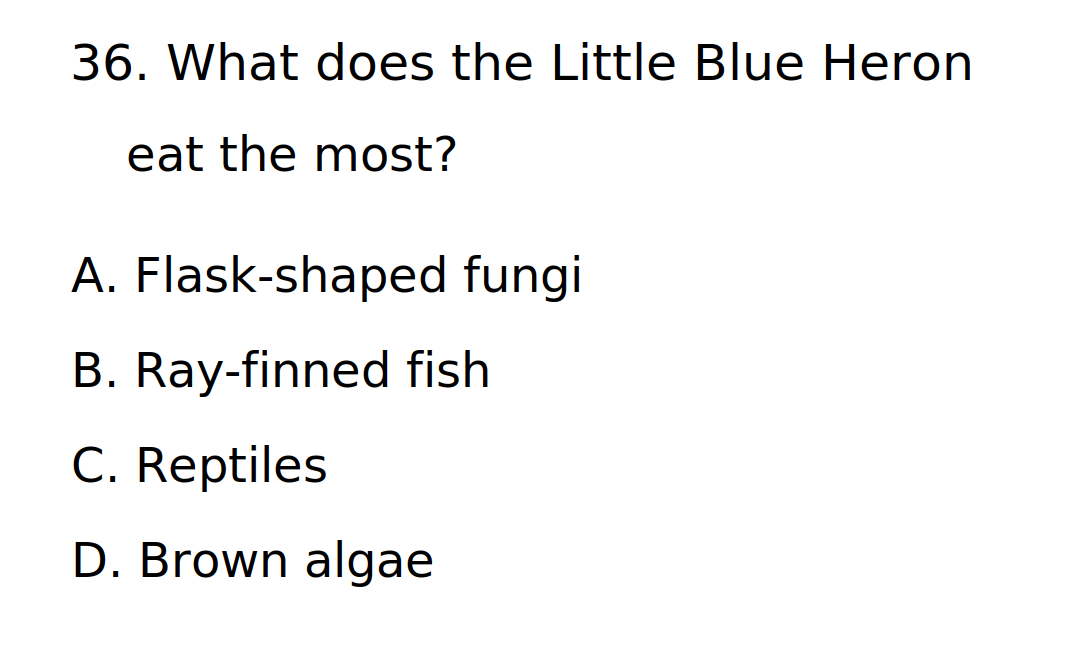 36. What does the Little Blue Heron
eat the most?
A. Flask-shaped fungi
B. Ray-finned fish
C. Reptiles
D. Brown algae